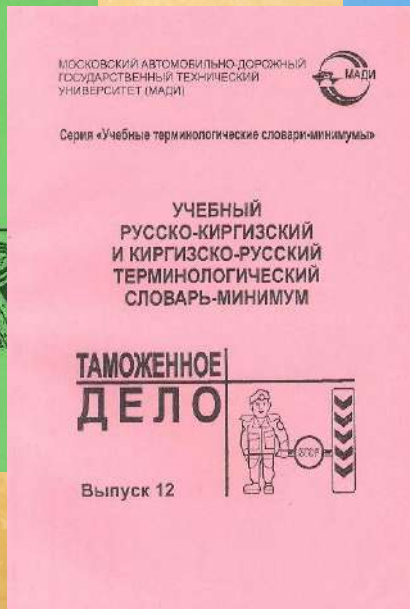 МОСКОВСКИЙ АВТОМОБИЛЬНО-ДОРОЖНЫЙ
ГОСУДАРСТВЕННЫЙ ТЕХНИЧЕСКИЙ
УНИВЕРСИТЕТ (МАДИ)
МАДИ
Серия «Учебные терминологические словари-минимумы»
УЧЕБНЫЙ
РУССКО-КИРГИЗСКИЙ
И КИРГИЗСКО-РУССКИЙ
ТЕРМИНОЛОГИЧЕСКИЙ
СЛОВАРЬ-МИНИМУМ
ТАМОЖЕННОЕ
ДЕЛО
Выпуск 12